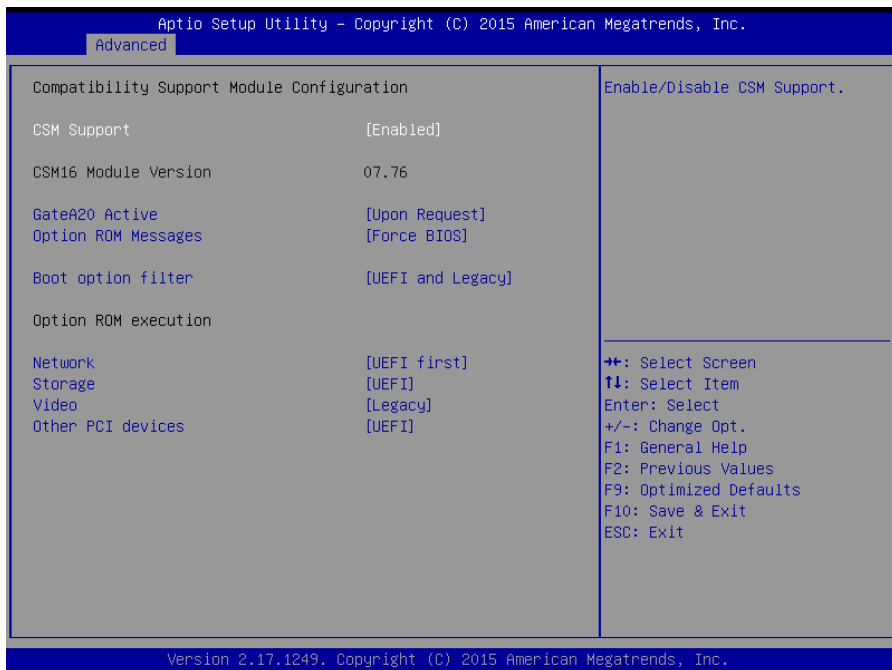 Aptio Setup Utility – Copyright (C) 2015 American Megatrends, Inc.
Advanced
Compatibility Support Module Configuration
CSM Support [Enabled]
CSM16 Module Version 07.76
GateA20 Active [Upon Request]
Option ROM Messages [Force BIOS]
Boot option filter [UEFI and Legacy]
Option ROM execution
Network [UEFI first]
Storage [UEFI]
Video [Legacy]
Other PCI devices [UEFI]
Enable/Disable CSM Support.
→←: Select Screen
↑↓: Select Item
Enter: Select
+/-: Change Opt.
F1: General Help
F2: Previous Values
F9: Optimized Defaults
F10: Save & Exit
ESC: Exit
Version 2.17.1249. Copyright (C) 2015 American Megatrends, Inc.